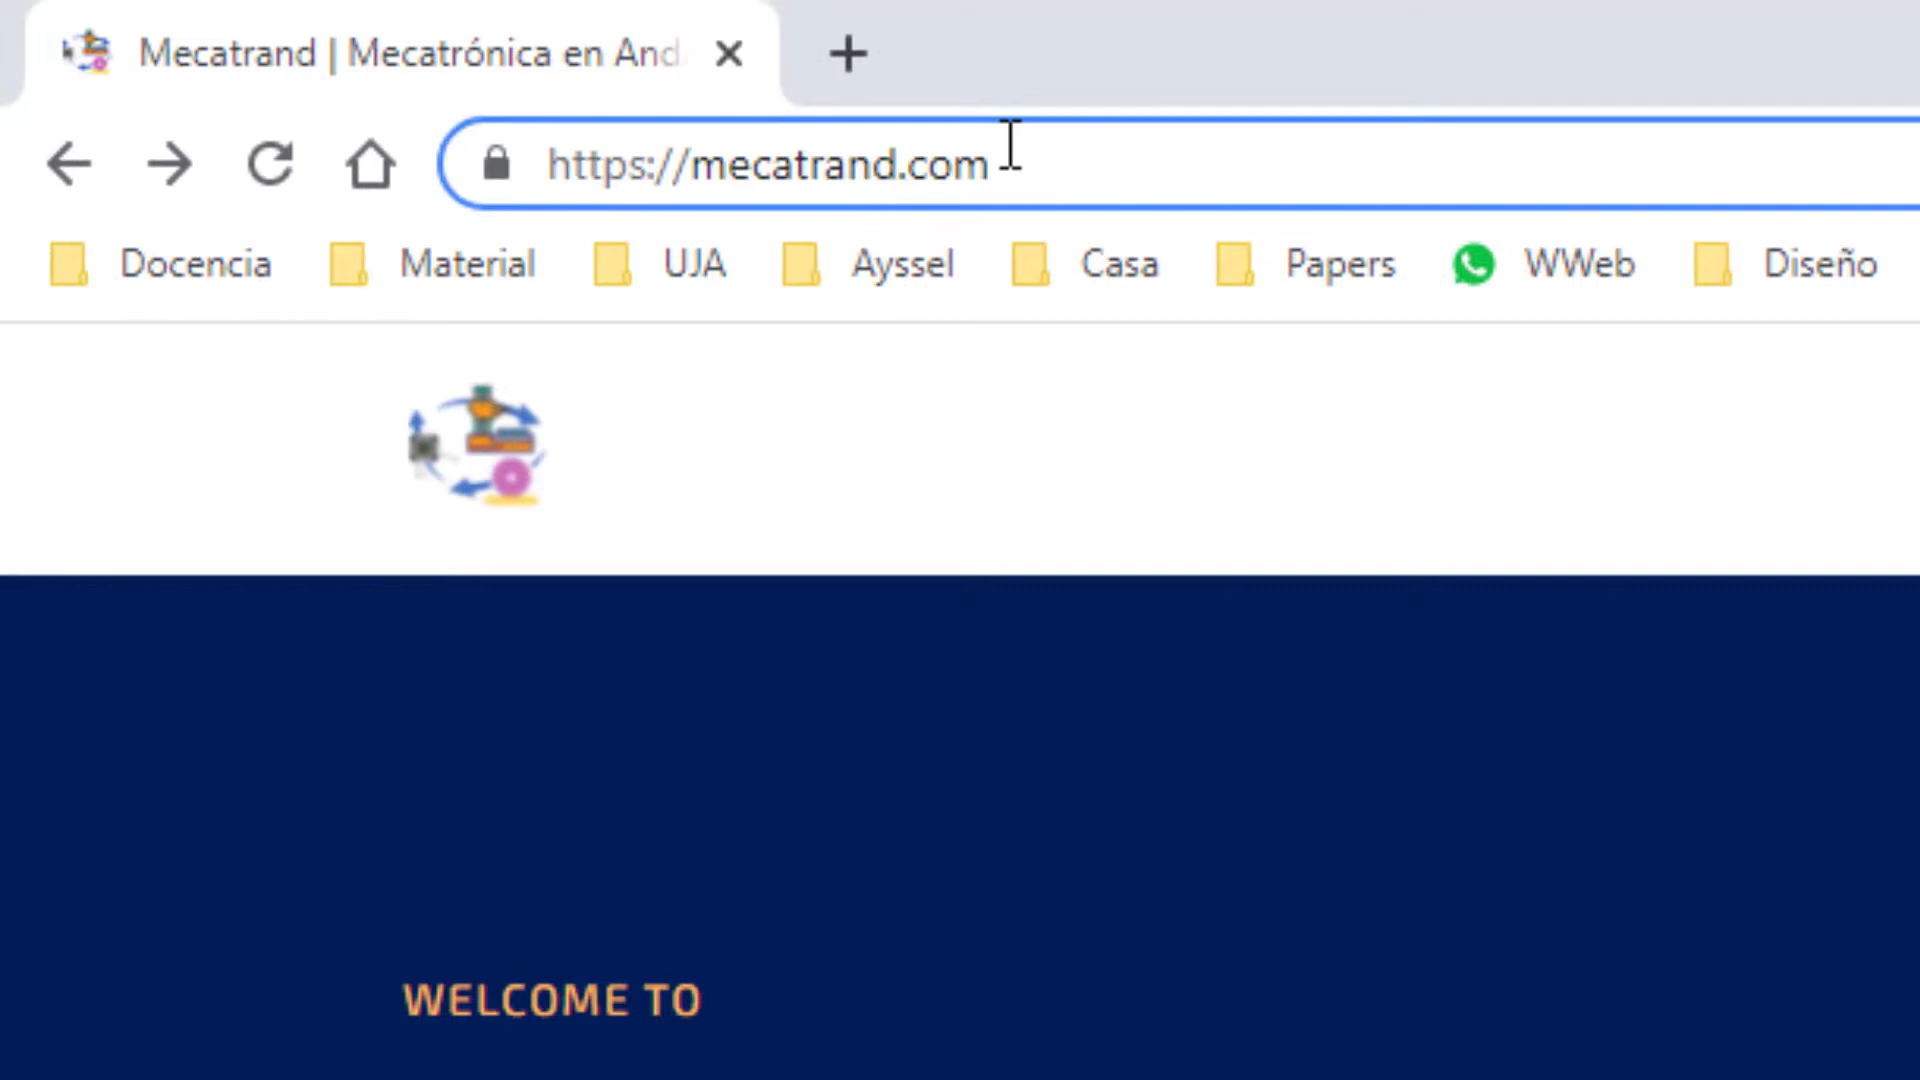 Mecatrand | Mecatrónica en And
https://mecatrand.com
Docencia Material UJA Ayssel Casa Papers WWeb Diseño
WELCOME TO